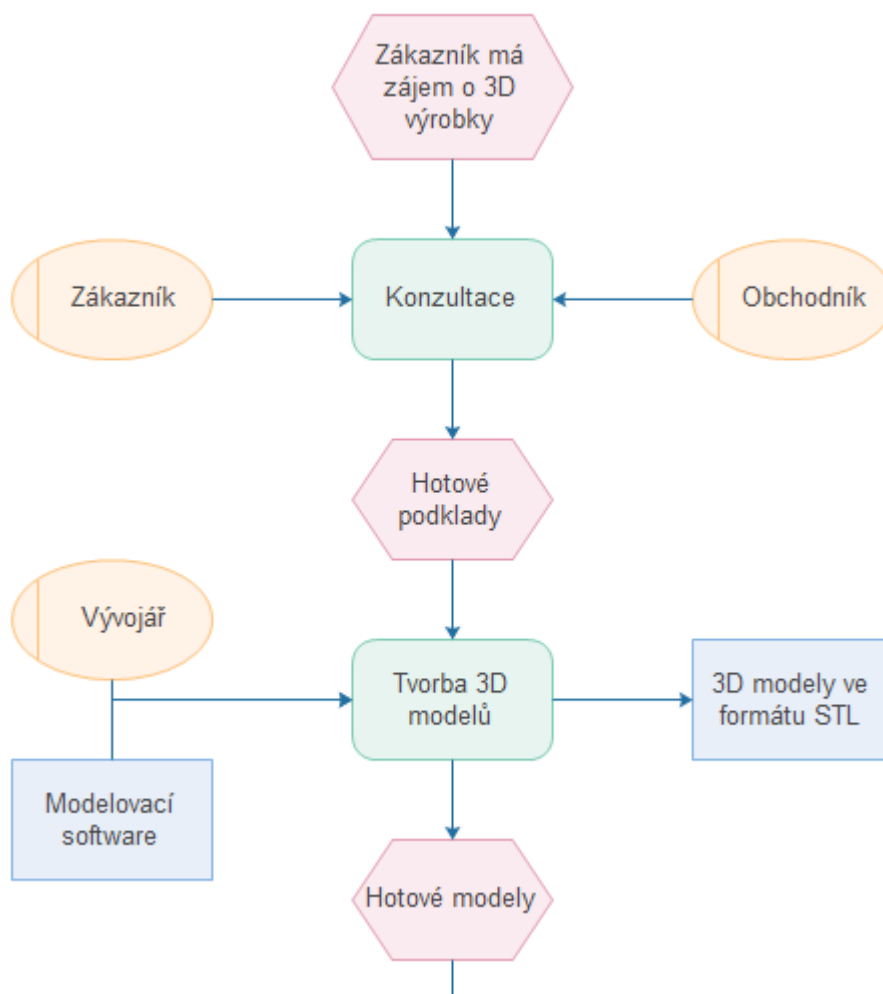 Zákazník má
zájem o 3D
výrobky
Zákazník
Konzultace
Obchodník
Hotové
podklady
Vývojář
Tvorba 3D
modelů
3D modely ve
formátu STL
Modelovací
software
Hotové modely